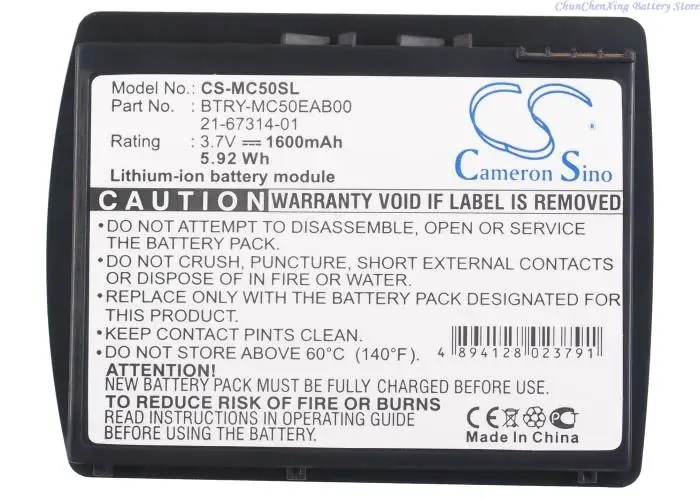 ChunChenXing Battery Store
Model No.: CS-MC50SL
Part No. : BTRY-MC50EAB00
21-67314-01
Rating : 3.7V 1600mAh
5.92 Wh
Lithium-ion battery module
CS
Cameron Sino
CAUTION WARRANTY VOID IF LABEL IS REMOVED
•DO NOT ATTEMPT TO DISASSEMBLE, OPEN OR SERVICE
THE BATTERY PACK.
•DO NOT CRUSH, PUNCTURE, SHORT EXTERNAL CONTACTS
OR DISPOSE OF IN FIRE OR WATER.
•REPLACE ONLY WITH THE BATTERY PACK DESIGNATED FOR
THIS PRODUCT.
•KEEP CONTACT PINTS CLEAN.
•DO NOT STORE ABOVE 60°C (140°F).
4 894128 023791
ATTENTION!
NEW BATTERY PACK MUST BE FULLY CHARGED BEFORE USE.
TO REDUCE RISK OF FIRE OR BURNS
READ INSTRUCTIONS IN OPERATING GUIDE
BEFORE USING THIS BATTERY.
CE
Made In China